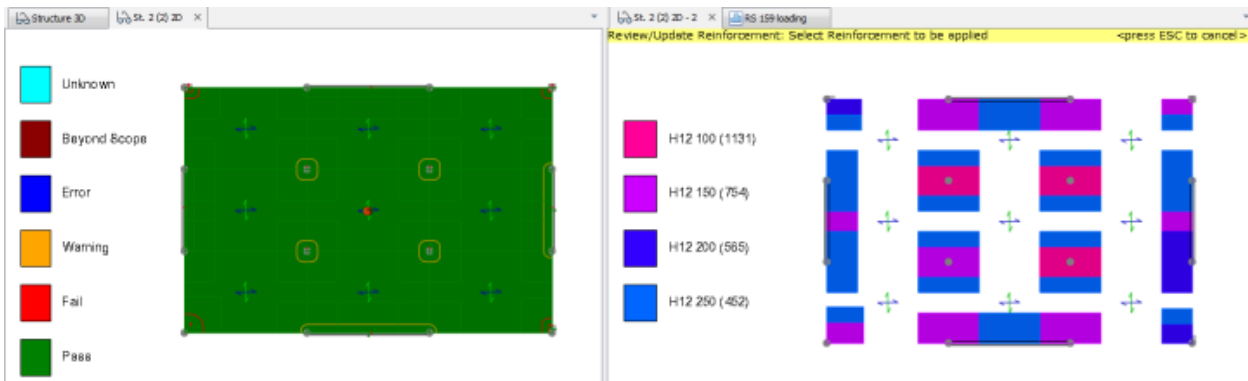 Structure 3D
St. 2 (2) 2D
St. 2 (2) 2D - 2
RS 159 loading
Review/Update Reinforcement: Select Reinforcement to be applied
<press ESC to cancel>
Unknown
Beyond Scope
Error
Warning
Fail
Pass
H12 100 (1131)
H12 150 (754)
H12 200 (565)
H12 250 (452)